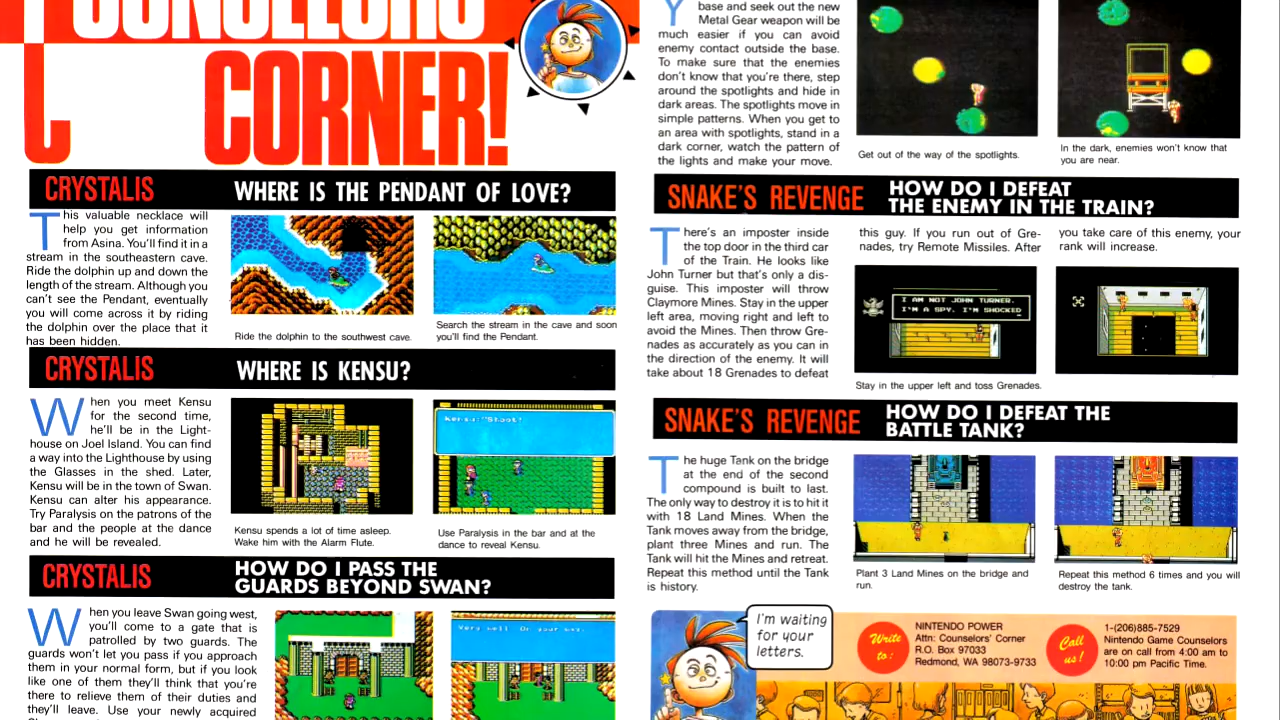 COUNSELORS
CORNER!
CRYSTALIS
WHERE IS THE PENDANT OF LOVE?
This valuable necklace will
help you get information
from Asina. You'll find it in a
stream in the southeastern cave.
Ride the dolphin up and down the
length of the stream. Although you
can't see the Pendant, eventually
you will come across it by riding
the dolphin over the place that it
has been hidden.
Ride the dolphin to the southwest cave.
Search the stream in the cave and soon
you'll find the Pendant.
CRYSTALIS
WHERE IS KENSU?
When you meet Kensu
for the second time,
he'll be in the Light-
house on Joel Island. You can find
a way into the Lighthouse by using
the Glasses in the shed. Later,
Kensu will be in the town of Swan.
Kensu can alter his appearance.
Try Paralysis on the patrons of the
bar and the people at the dance
and he will be revealed.
Kensu spends a lot of time asleep.
Wake him with the Alarm Flute.
Use Paralysis in the bar and at the
dance to reveal Kensu.
CRYSTALIS
HOW DO I PASS THE
GUARDS BEYOND SWAN?
When you leave Swan going west,
you'll come to a gate that is
patrolled by two guards. The
guards won't let you pass if you approach
them in your normal form, but if you look
like one of them they'll think that you're
there to relieve them of their duties and
they'll leave. Use your newly acquired
Very well. On your way.
base and seek out the new
Metal Gear weapon will be
much easier if you can avoid
enemy contact outside the base.
To make sure that the enemies
don't know that you're there, step
around the spotlights and hide in
dark areas. The spotlights move in
simple patterns. When you get to
an area with spotlights, stand in a
dark corner, watch the pattern of
the lights and make your move.
Get out of the way of the spotlights.
In the dark, enemies won't know that
you are near.
SNAKE'S REVENGE
HOW DO I DEFEAT
THE ENEMY IN THE TRAIN?
There's an imposter inside
the top door in the third car
of the Train. He looks like
John Turner but that's only a dis-
guise. This imposter will throw
Claymore Mines. Stay in the upper
left area, moving right and left to
avoid the Mines. Then throw Gre-
nades as accurately as you can in
the direction of the enemy. It will
take about 18 Grenades to defeat
this guy. If you run out of Gre-
nades, try Remote Missiles. After
you take care of this enemy, your
rank will increase.
I AM NOT JOHN TURNER.
I'M A SPY. I'M SHOCKED
Stay in the upper left and toss Grenades.
SNAKE'S REVENGE
HOW DO I DEFEAT THE
BATTLE TANK?
The huge Tank on the bridge
at the end of the second
compound is built to last.
The only way to destroy it is to hit it
with 18 Land Mines. When the
Tank moves away from the bridge,
plant three Mines and run. The
Tank will hit the Mines and retreat.
Repeat this method until the Tank
is history.
Plant 3 Land Mines on the bridge and
run.
Repeat this method 6 times and you will
destroy the tank.
I'm waiting
for your
letters.
Write
to:
NINTENDO POWER
Attn: Counselors' Corner
R.O. Box 97033
Redmond, WA 98073-9733
Call
us!
1-(206)885-7529
Nintendo Game Counselors
are on call from 4:00 am to
10:00 pm Pacific Time.